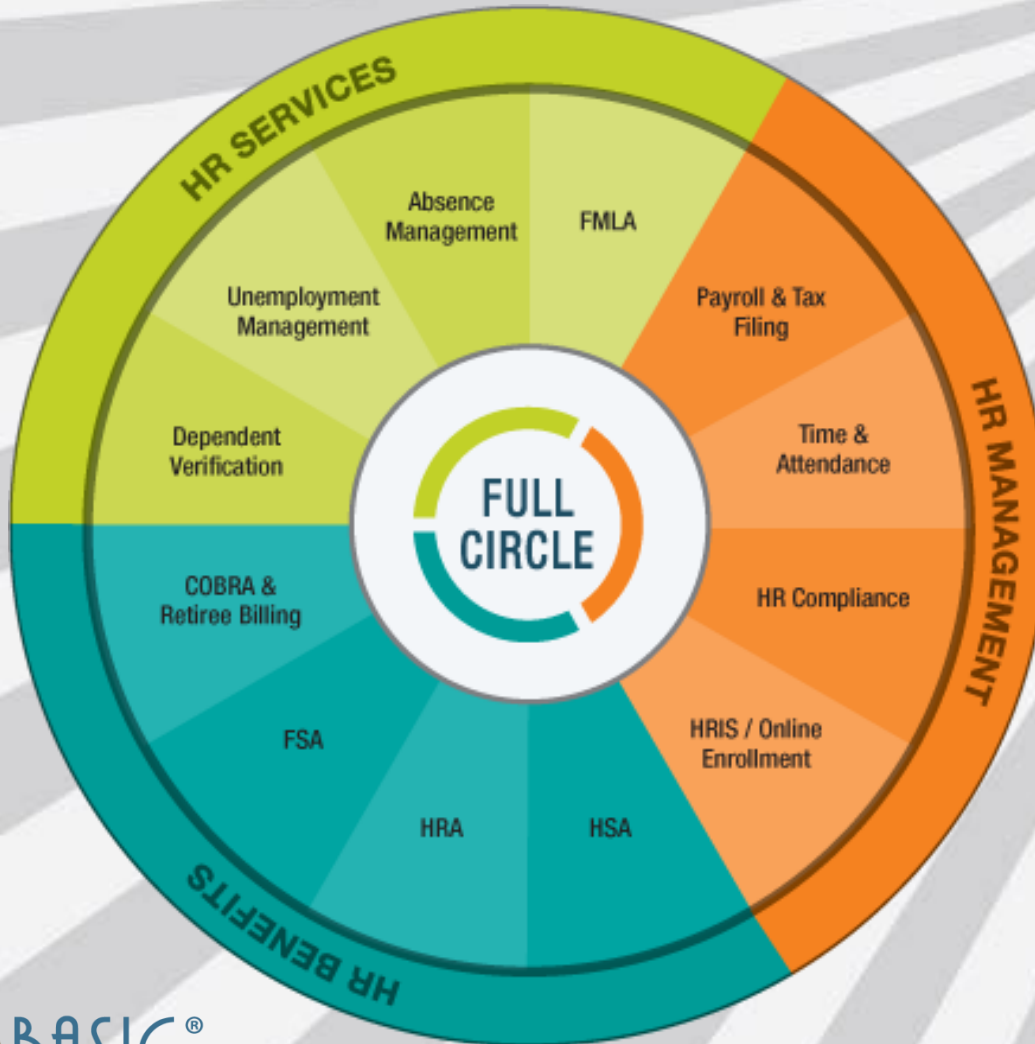 HR SERVICES
Absence
Management
FMLA
Unemployment
Management
Payroll & Tax
Filing
Dependent
Verification
Time &
Attendance
HR MANAGEMENT
FULL
CIRCLE
COBRA &
Retiree Billing
HR Compliance
FSA
HRIS / Online
Enrollment
HRA
HSA
HR BENEFITS
BASIC®